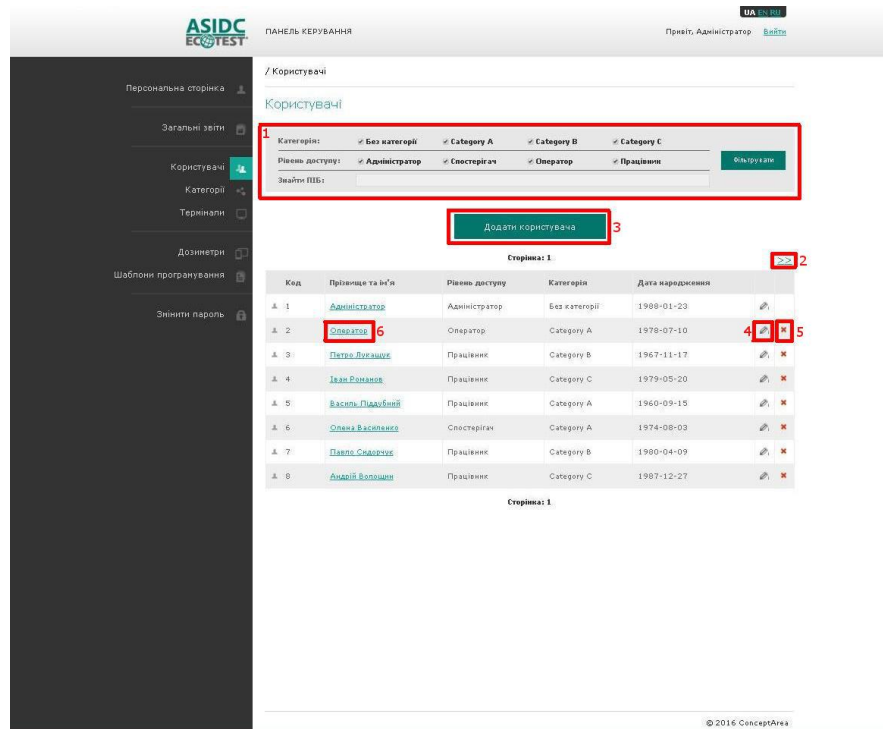 UA EN RU
ASIDC
ECOTEST
ПАНЕЛЬ КЕРУВАННЯ
Привіт, Адміністратор Вийти
Персональна сторінка
Загальні звіти
Користувачі
Категорії
Термінали
Дозиметри
Шаблони програмування
Змінити пароль
/ Користувачі
Користувачі
1
Категорія: Без категорії Category A Category B Category C
Рівень доступу: Адміністратор Спостерігач Оператор Працівник Фільтрувати
Знайти ПІБ:
Додати користувача 3
Сторінка: 1
>> 2
Код Прізвище та ім'я Рівень доступу Категорія Дата народження
1 Адміністратор Адміністратор Без категорії 1988-01-23
2 Оператор 6 Оператор Category A 1978-07-10 4 5
3 Петро Лукащук Працівник Category B 1967-11-17
4 Іван Романов Працівник Category C 1979-05-20
5 Василь Піддубний Працівник Category A 1960-09-15
6 Олена Василенко Спостерігач Category A 1974-08-03
7 Павло Сидорчук Працівник Category B 1980-04-09
8 Андрій Волощин Працівник Category C 1987-12-27
Сторінка: 1
© 2016 ConceptArea